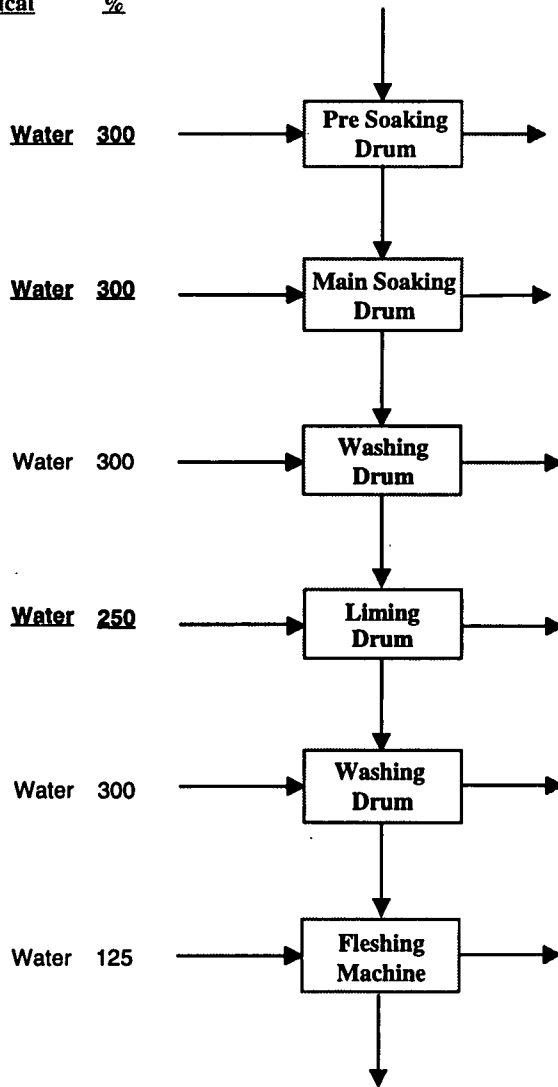 %
Water 300
Pre Soaking
Drum
Water 300
Main Soaking
Drum
Water 300
Washing
Drum
Water 250
Liming
Drum
Water 300
Washing
Drum
Water 125
Fleshing
Machine